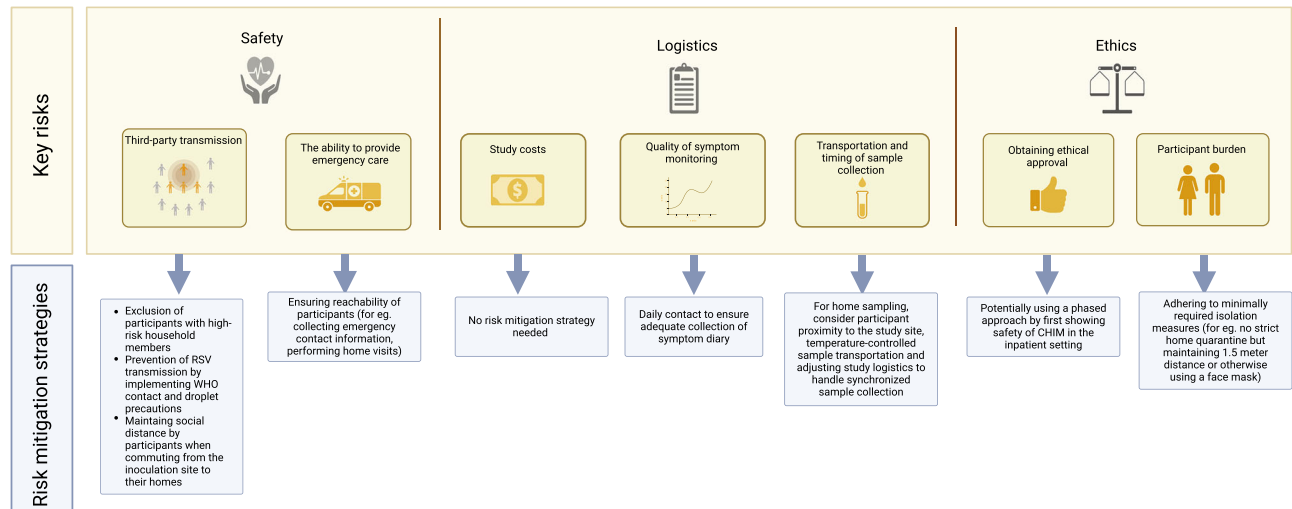 Key risks
Safety
Logistics
Ethics
Third-party transmission
The ability to provide
emergency care
Study costs
Quality of symptom
monitoring
Transportation and
timing of sample
collection
Obtaining ethical
approval
Participant burden
Risk mitigation strategies
• Exclusion of
participants with high-
risk household
members
• Prevention of RSV
transmission by
implementing WHO
contact and droplet
precautions
• Maintaing social
distance by
participants when
commuting from the
inoculation site to
their homes
Ensuring reachability of
participants (for eg.
collecting emergency
contact information,
performing home visits)
No risk mitigation strategy
needed
Daily contact to ensure
adequate collection of
symptom diary
For home sampling,
consider participant
proximity to the study site,
temperature-controlled
sample transportation and
adjusting study logistics to
handle synchronized
sample collection
Potentially using a phased
approach by first showing
safety of CHIM in the
inpatient setting
Adhering to minimally
required isolation
measures (for eg. no strict
home quarantine but
maintaining 1.5 meter
distance or otherwise
using a face mask)